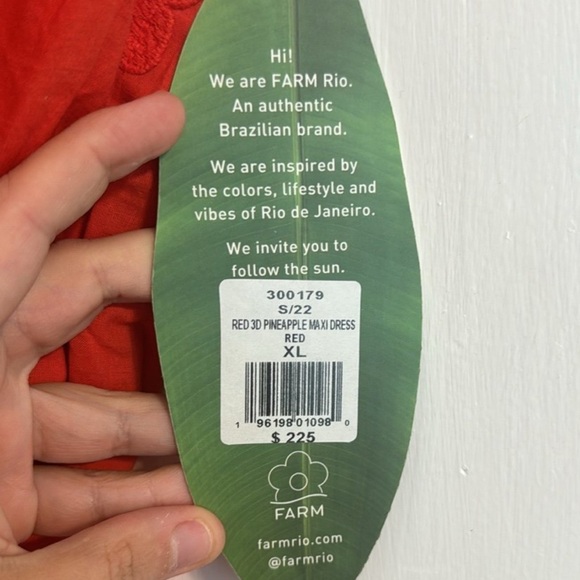 Hi!
We are FARM Rio.
An authentic
Brazilian brand.
We are inspired by
the colors, lifestyle and
vibes of Rio de Janeiro.
We invite you to
follow the sun.
300179
S/22
RED 3D PINEAPPLE MAXI DRESS
RED
XL
1 96198 01098 0
$ 225
FARM
farmrio.com
@farmrio